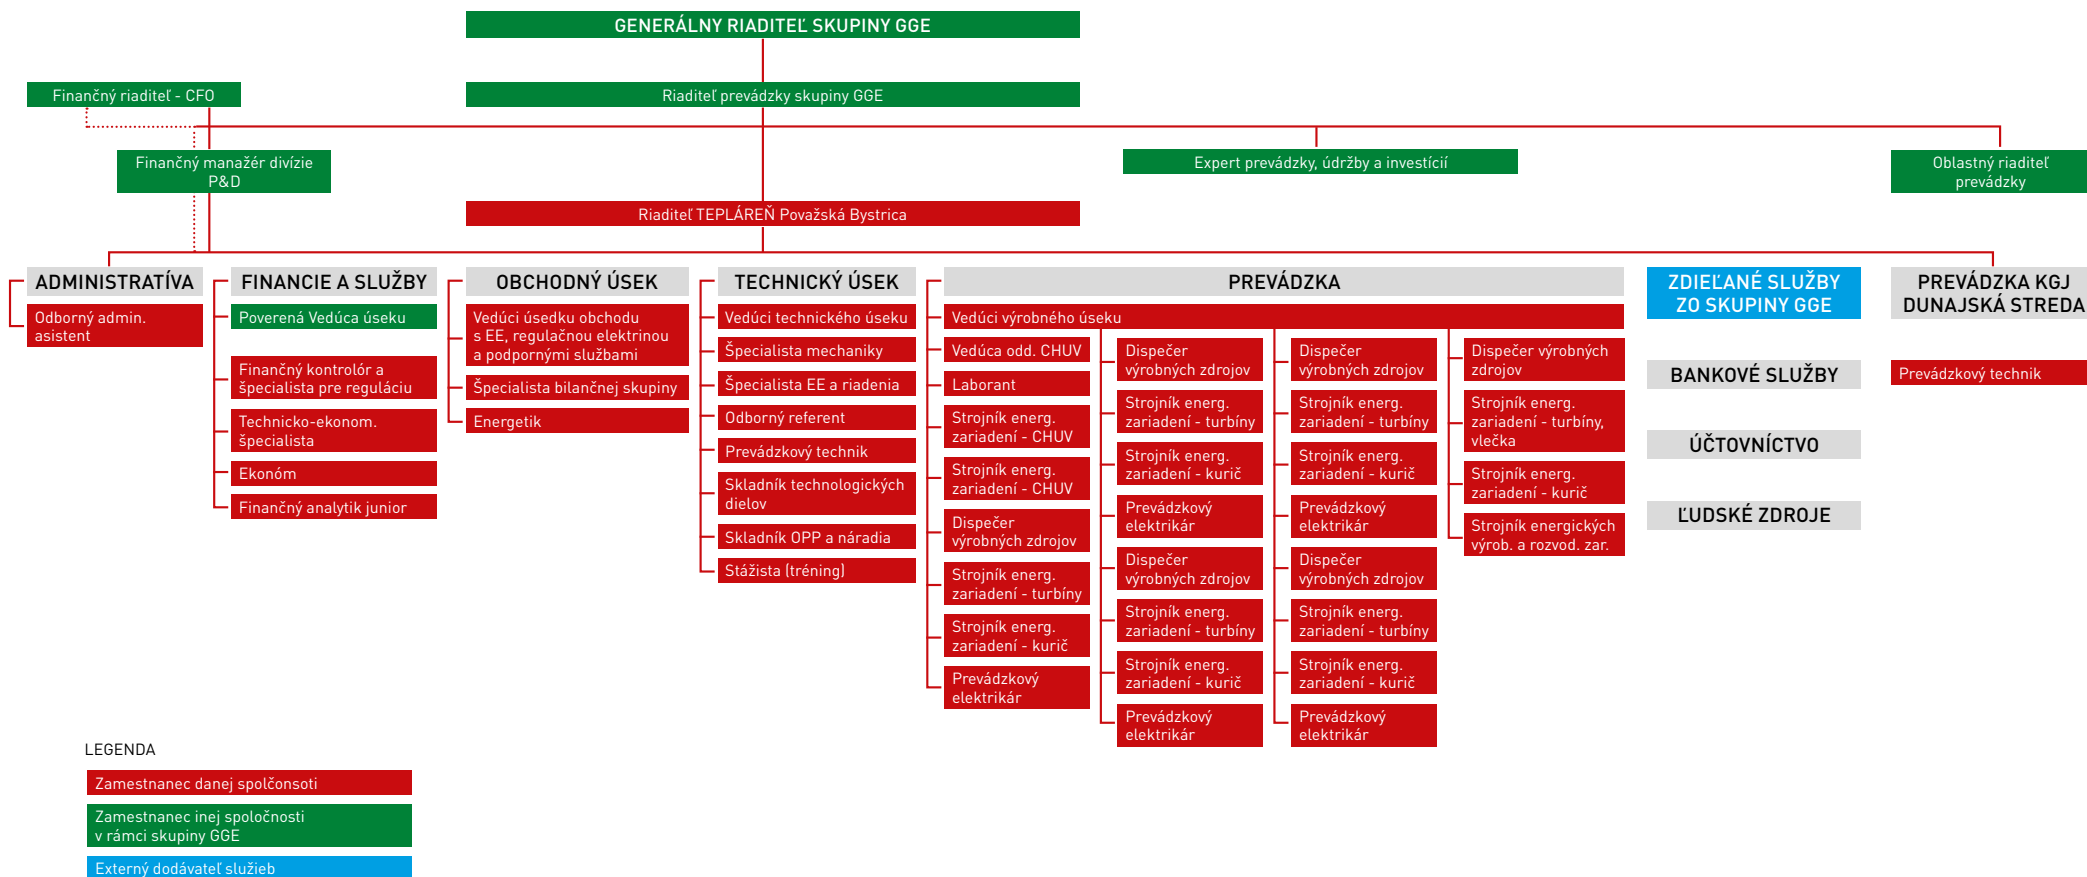 GENERÁLNY RIADITEĽ SKUPINY GGE
Finančný riaditeľ - CFO
Riaditeľ prevádzky skupiny GGE
Finančný manažér divízie
P&D
Expert prevádzky, údržby a investícií
Oblastný riaditeľ
prevádzky
Riaditeľ TEPLÁREŇ Považská Bystrica
ADMINISTRATÍVA
Odborný admin.
asistent
FINANCIE A SLUŽBY
Poverená Vedúca úseku
Finančný kontrolór a
špecialista pre reguláciu
Technicko-ekonom.
špecialista
Ekonóm
Finančný analytik junior
OBCHODNÝ ÚSEK
Vedúci úsedku obchodu
s EE, regulačnou elektrinou
a podpornými službami
Špecialista bilančnej skupiny
Energetik
TECHNICKÝ ÚSEK
Vedúci technického úseku
Špecialista mechaniky
Špecialista EE a riadenia
Odborný referent
Prevádzkový technik
Skladník technologických
dielov
Skladník OPP a náradia
Stážista (tréning)
PREVÁDZKA
Vedúci výrobného úseku
Vedúca odd. CHUV
Laborant
Strojník energ.
zariadení - CHUV
Strojník energ.
zariadení - CHUV
Dispečer
výrobných zdrojov
Strojník energ.
zariadení - turbíny
Strojník energ.
zariadení - kurič
Prevádzkový
elektrikár
Dispečer
výrobných zdrojov
Strojník energ.
zariadení - turbíny
Strojník energ.
zariadení - kurič
Prevádzkový
elektrikár
Dispečer
výrobných zdrojov
Strojník energ.
zariadení - turbíny
Strojník energ.
zariadení - kurič
Prevádzkový
elektrikár
Dispečer
výrobných zdrojov
Strojník energ.
zariadení - turbíny
Strojník energ.
zariadení - kurič
Prevádzkový
elektrikár
Dispečer
výrobných zdrojov
Strojník energ.
zariadení - turbíny
Strojník energ.
zariadení - kurič
Prevádzkový
elektrikár
Dispečer výrobných
zdrojov
Strojník energ.
zariadení - turbíny,
vlečka
Strojník energ.
zariadení - kurič
Strojník energických
výrob. a rozvod. zar.
ZDIEĽANÉ SLUŽBY
ZO SKUPINY GGE
BANKOVÉ SLUŽBY
ÚČTOVNÍCTVO
ĽUDSKÉ ZDROJE
PREVÁDZKA KGJ
DUNAJSKÁ STREDA
Prevádzkový technik
LEGENDA
Zamestnanec danej spolčonsoti
Zamestnanec inej spoločnosti
v rámci skupiny GGE
Externý dodávateľ služieb